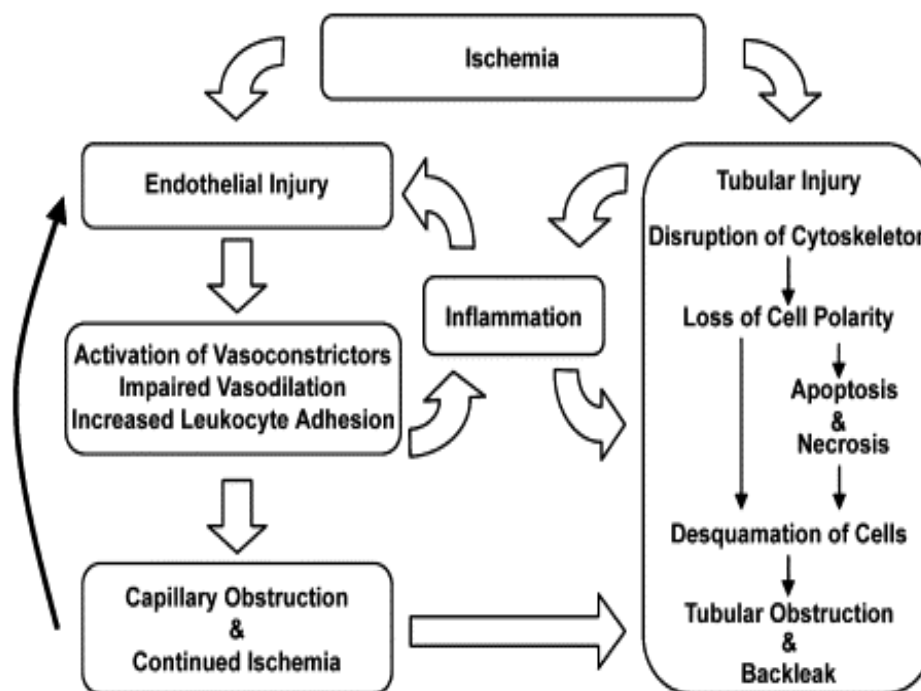 Ischemia
Endothelial Injury
Activation of Vasoconstrictors
Impaired Vasodilation
Increased Leukocyte Adhesion
Capillary Obstruction
&
Continued Ischemia
Inflammation
Tubular Injury
Disruption of Cytoskeleton
Loss of Cell Polarity
Apoptosis
&
Necrosis
Desquamation of Cells
Tubular Obstruction
&
Backleak